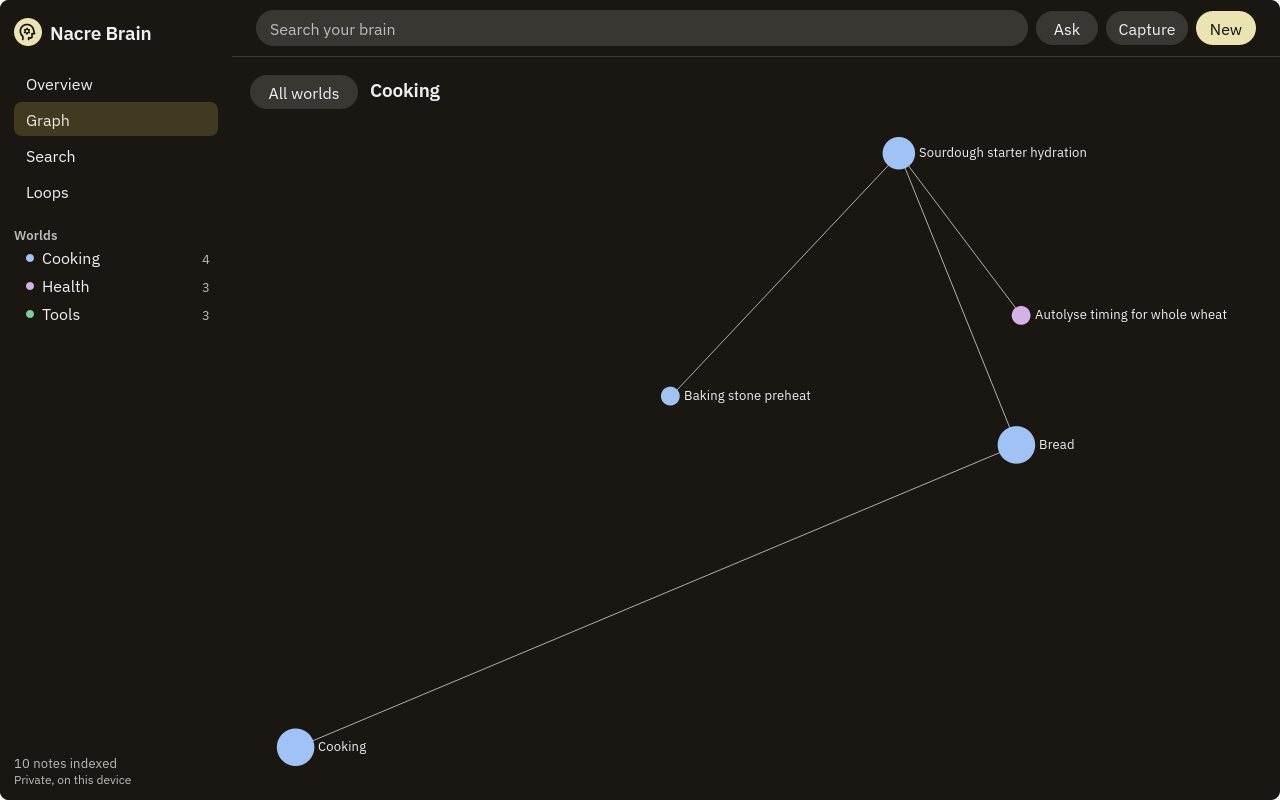 Nacre Brain
Search your brain
Ask
Capture
New
Overview
Graph
Search
Loops
Worlds
Cooking 4
Health 3
Tools 3
10 notes indexed
Private, on this device
All worlds
Cooking
Sourdough starter hydration
Autolyse timing for whole wheat
Baking stone preheat
Bread
Cooking